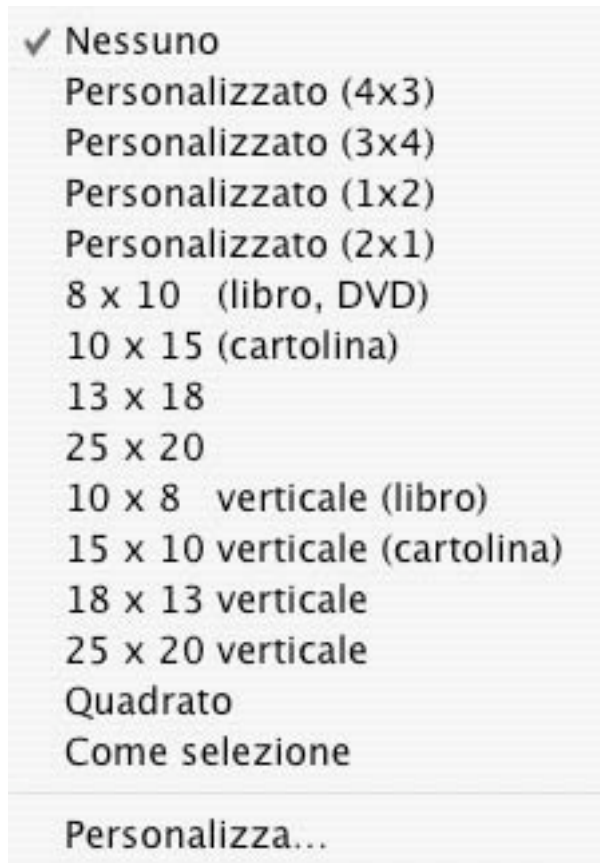 ✓ Nessuno
Personalizzato (4x3)
Personalizzato (3x4)
Personalizzato (1x2)
Personalizzato (2x1)
8 x 10 (libro, DVD)
10 x 15 (cartolina)
13 x 18
25 x 20
10 x 8 verticale (libro)
15 x 10 verticale (cartolina)
18 x 13 verticale
25 x 20 verticale
Quadrato
Come selezione
Personalizza...